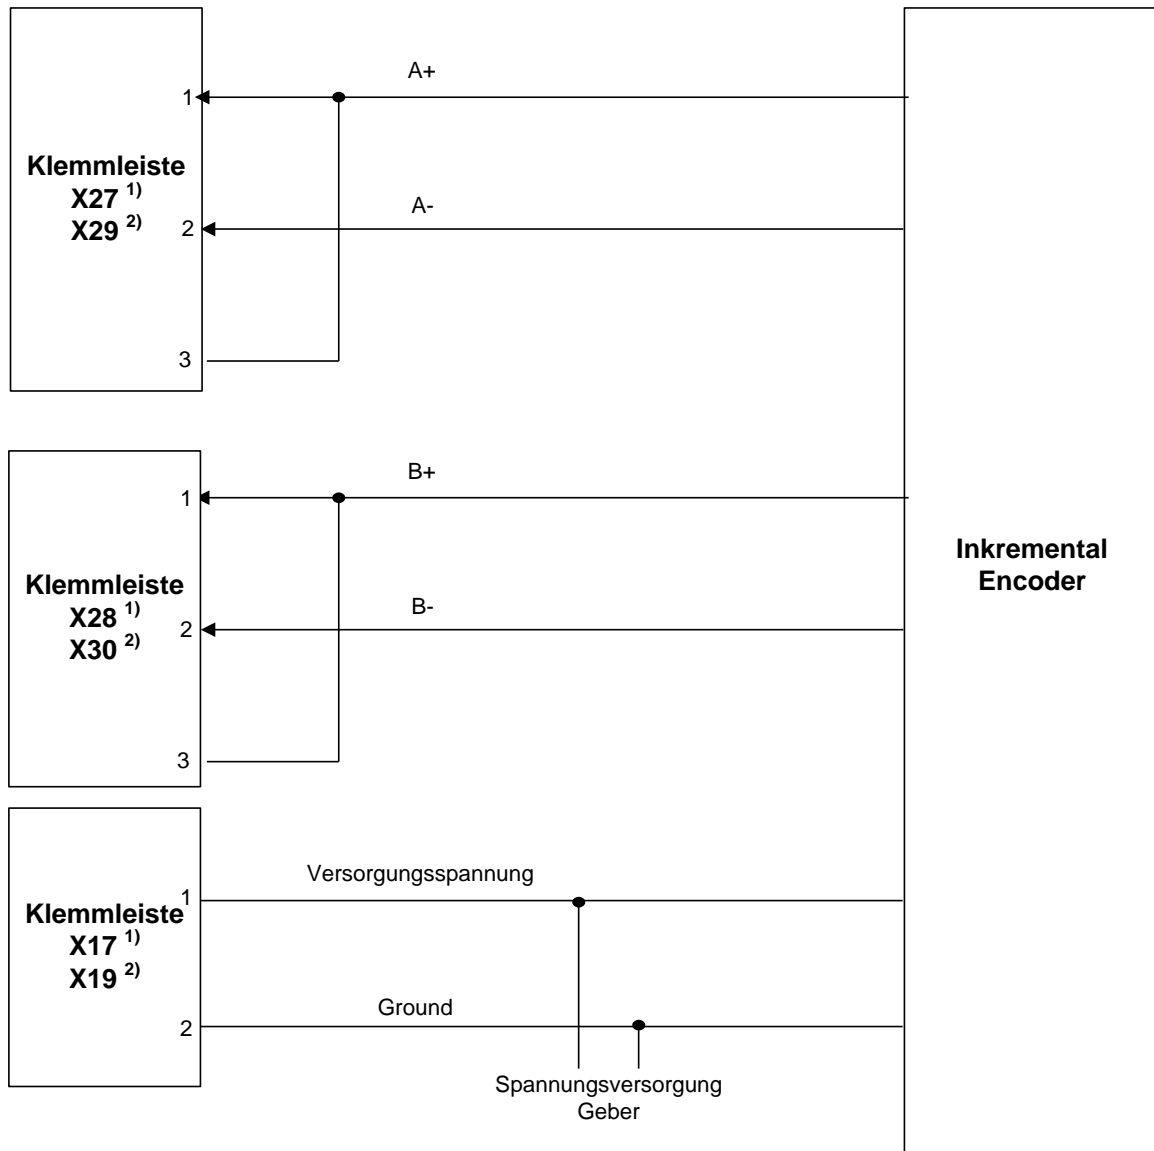 A+
1
Klemmleiste
X27 1)
X29 2)
A-
2
3
B+
1
Klemmleiste
X28 1)
X30 2)
B-
2
3
Inkremental
Encoder
Versorgungsspannung
1
Klemmleiste
X17 1)
X19 2)
Ground
2
Spannungsversorgung
Geber